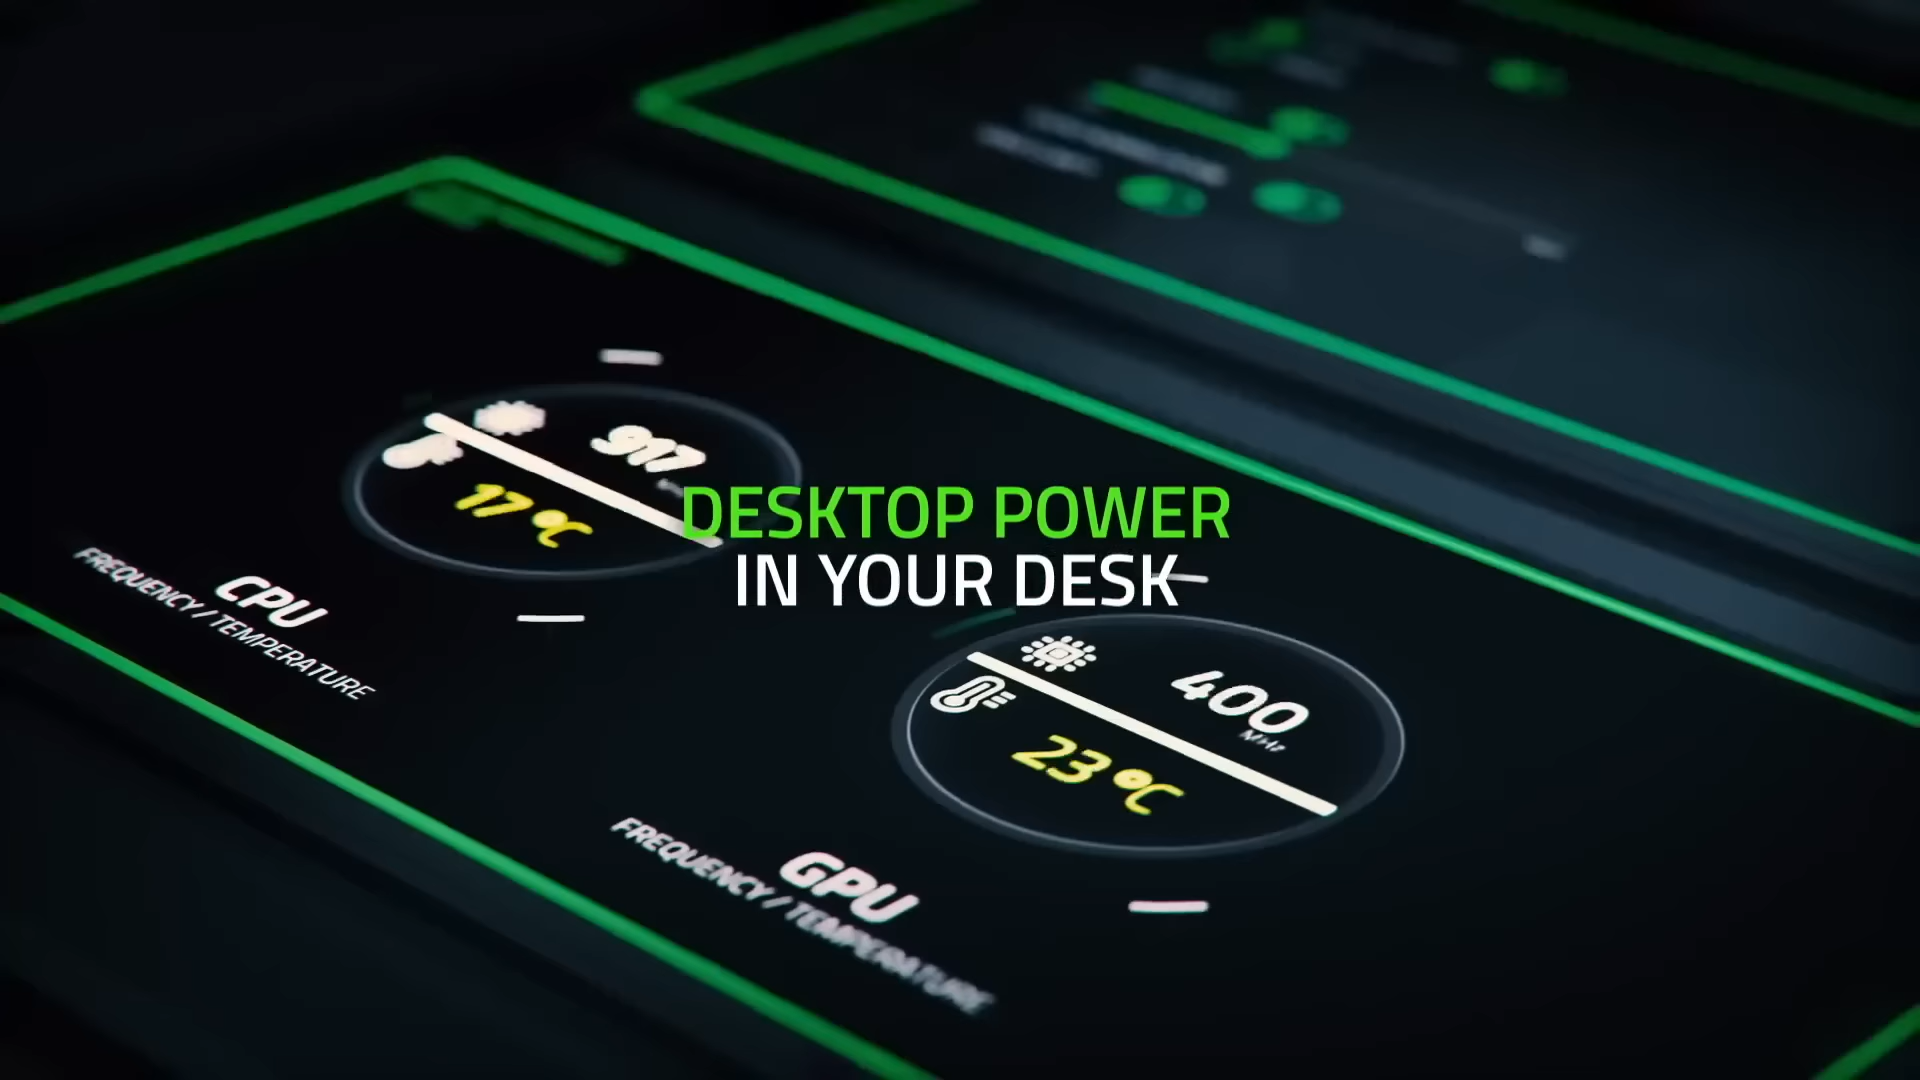 917
17 °C
DESKTOP POWER
IN YOUR DESK
CPU
FREQUENCY / TEMPERATURE
400
MHz
23 °C
GPU
FREQUENCY / TEMPERATURE